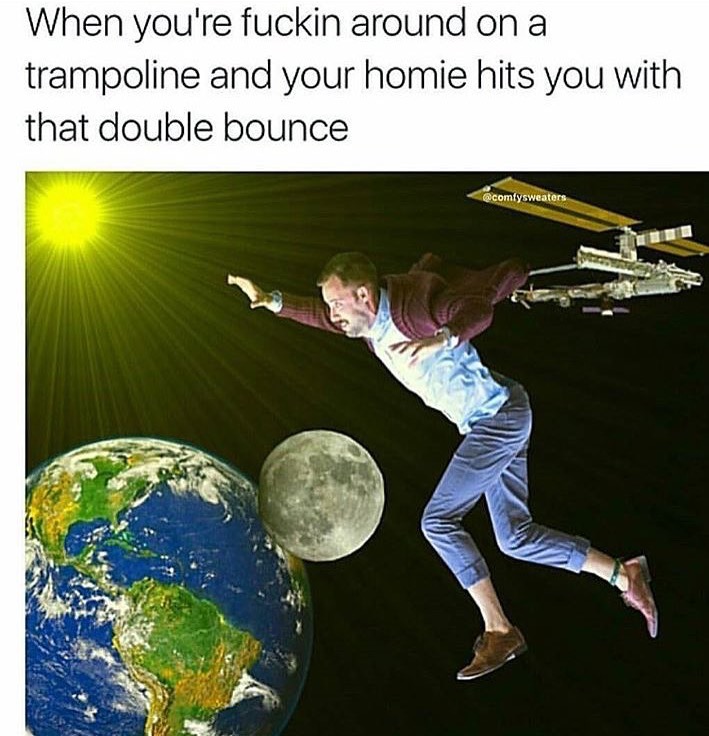 When you're fuckin around on a
trampoline and your homie hits you with
that double bounce
@comfysweaters